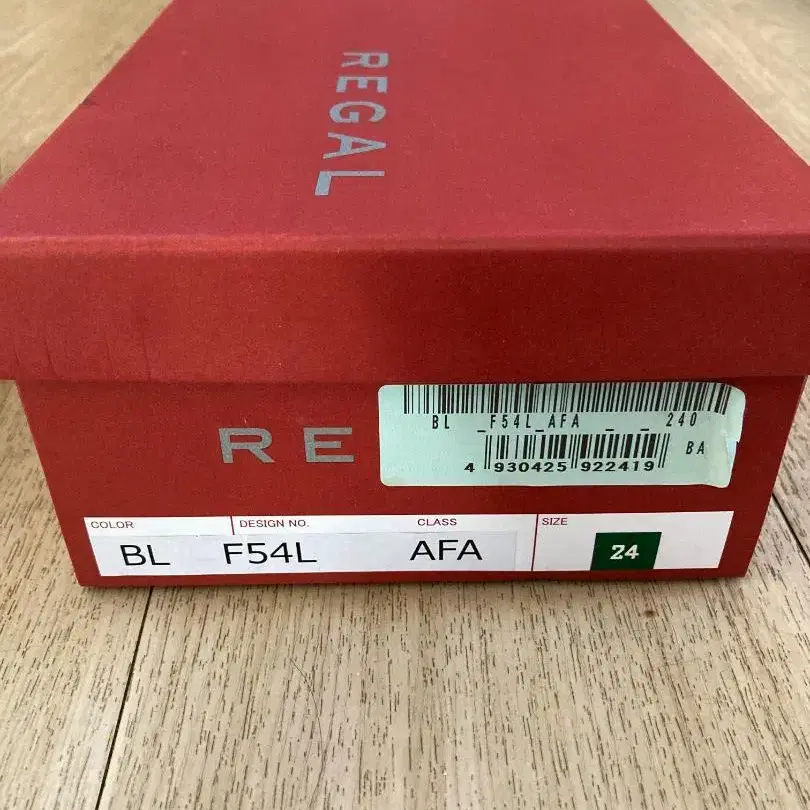 REGAL
RE
BL _F54L_AFA _ _ 240
4 930425 922419
BA
COLOR DESIGN NO. CLASS SIZE
BL F54L AFA 24